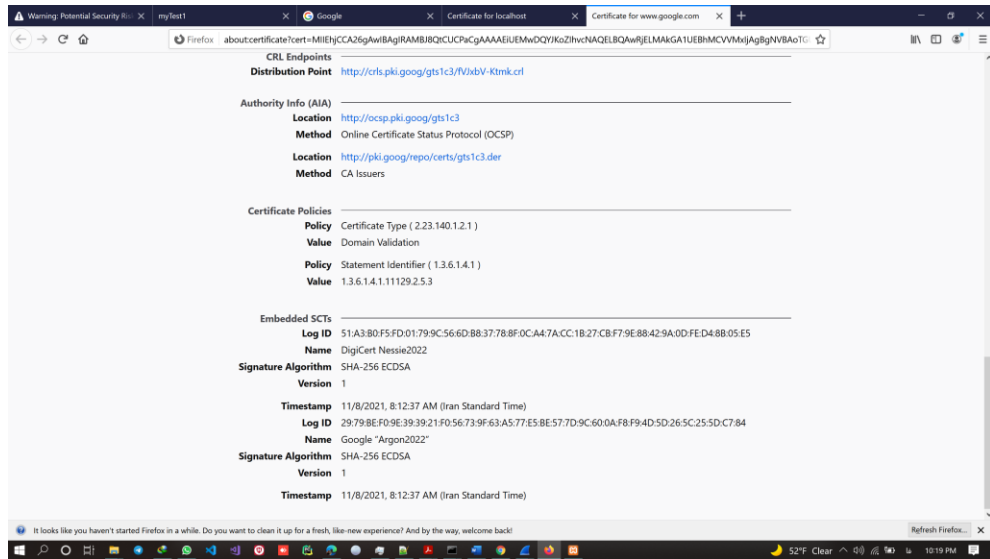 Warning: Potential Security Ris
myTest1
Google
Certificate for localhost
Certificate for www.google.com
Firefox about:certificate?cert=MIIEhjCCA26gAwIBAgIRAMBJ8QtCUCPaCgAAAAEiUEMwDQYJKoZIhvcNAQELBQAwRjELMAkGA1UEBhMCVVMxIjAgBgNVBAoTG
CRL Endpoints
Distribution Point http://crls.pki.goog/gts1c3/fVJxbV-Ktmk.crl
Authority Info (AIA)
Location http://ocsp.pki.goog/gts1c3
Method Online Certificate Status Protocol (OCSP)
Location http://pki.goog/repo/certs/gts1c3.der
Method CA Issuers
Certificate Policies
Policy Certificate Type ( 2.23.140.1.2.1 )
Value Domain Validation
Policy Statement Identifier ( 1.3.6.1.4.1 )
Value 1.3.6.1.4.1.11129.2.5.3
Embedded SCTs
Log ID 51:A3:B0:F5:FD:01:79:9C:56:6D:B8:37:78:8F:0C:A4:7A:CC:1B:27:CB:F7:9E:88:42:9A:0D:FE:D4:8B:05:E5
Name DigiCert Nessie2022
Signature Algorithm SHA-256 ECDSA
Version 1
Timestamp 11/8/2021, 8:12:37 AM (Iran Standard Time)
Log ID 29:79:BE:F0:9E:39:39:21:F0:56:73:9F:63:A5:77:E5:BE:57:7D:9C:60:0A:F8:F9:4D:5D:26:5C:25:5D:C7:84
Name Google “Argon2022”
Signature Algorithm SHA-256 ECDSA
Version 1
Timestamp 11/8/2021, 8:12:37 AM (Iran Standard Time)
It looks like you haven't started Firefox in a while. Do you want to clean it up for a fresh, like-new experience? And by the way, welcome back!
Refresh Firefox...
52°F Clear
10:19 PM